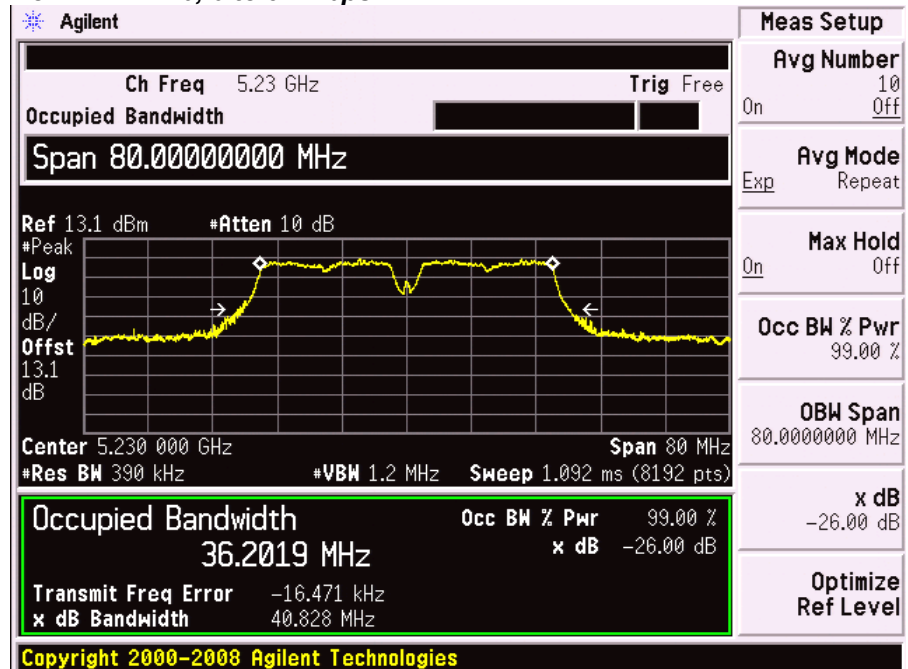 Agilent
Meas Setup
Ch Freq 5.23 GHz Trig Free
Occupied Bandwidth
Span 80.00000000 MHz
Ref 13.1 dBm #Atten 10 dB
#Peak
Log
10
dB/
Offst
13.1
dB
Center 5.230 000 GHz Span 80 MHz
#Res BW 390 kHz #VBW 1.2 MHz Sweep 1.092 ms (8192 pts)
Occupied Bandwidth Occ BW % Pwr 99.00 %
36.2019 MHz x dB -26.00 dB
Transmit Freq Error -16.471 kHz
x dB Bandwidth 40.828 MHz
Copyright 2000-2008 Agilent Technologies
Avg Number
10
On Off
Avg Mode
Exp Repeat
Max Hold
On Off
Occ BW % Pwr
99.00 %
OBW Span
80.0000000 MHz
x dB
-26.00 dB
Optimize
Ref Level